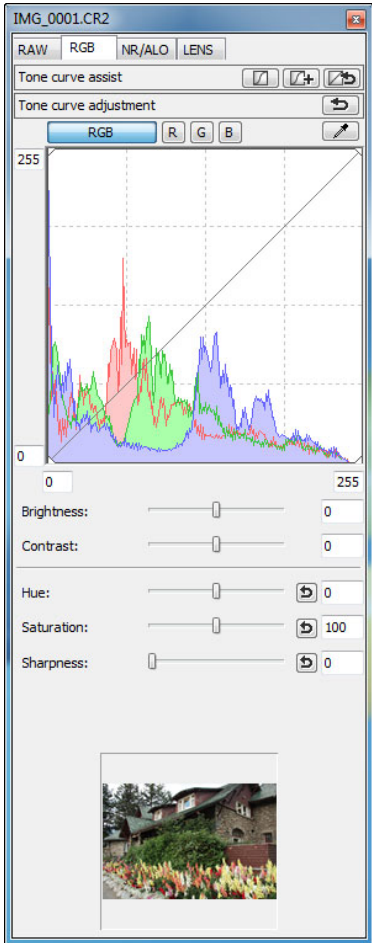 IMG_0001.CR2
RAW RGB NR/ALO LENS
Tone curve assist
Tone curve adjustment
RGB R G B
255
0
0 255
Brightness: 0
Contrast: 0
Hue: 0
Saturation: 100
Sharpness: 0